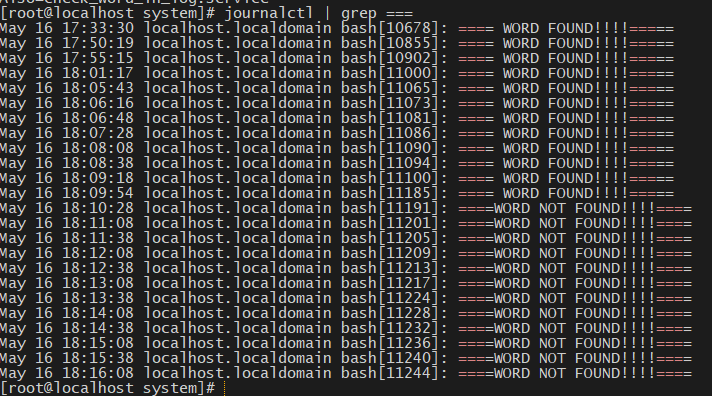 Also=check_word_in_log.service
[root@localhost system]# journalctl | grep ===
May 16 17:33:30 localhost.localdomain bash[10678]: ==== WORD FOUND!!!!=====
May 16 17:50:19 localhost.localdomain bash[10855]: ==== WORD FOUND!!!!=====
May 16 17:55:15 localhost.localdomain bash[10902]: ==== WORD FOUND!!!!=====
May 16 18:01:17 localhost.localdomain bash[11000]: ==== WORD FOUND!!!!=====
May 16 18:05:43 localhost.localdomain bash[11065]: ==== WORD FOUND!!!!=====
May 16 18:06:16 localhost.localdomain bash[11073]: ==== WORD FOUND!!!!=====
May 16 18:06:48 localhost.localdomain bash[11081]: ==== WORD FOUND!!!!=====
May 16 18:07:28 localhost.localdomain bash[11086]: ==== WORD FOUND!!!!=====
May 16 18:08:08 localhost.localdomain bash[11090]: ==== WORD FOUND!!!!=====
May 16 18:08:38 localhost.localdomain bash[11094]: ==== WORD FOUND!!!!=====
May 16 18:09:18 localhost.localdomain bash[11100]: ==== WORD FOUND!!!!=====
May 16 18:09:54 localhost.localdomain bash[11185]: ==== WORD FOUND!!!!=====
May 16 18:10:28 localhost.localdomain bash[11191]: ====WORD NOT FOUND!!!!====
May 16 18:11:08 localhost.localdomain bash[11201]: ====WORD NOT FOUND!!!!====
May 16 18:11:38 localhost.localdomain bash[11205]: ====WORD NOT FOUND!!!!====
May 16 18:12:08 localhost.localdomain bash[11209]: ====WORD NOT FOUND!!!!====
May 16 18:12:38 localhost.localdomain bash[11213]: ====WORD NOT FOUND!!!!====
May 16 18:13:08 localhost.localdomain bash[11217]: ====WORD NOT FOUND!!!!====
May 16 18:13:38 localhost.localdomain bash[11224]: ====WORD NOT FOUND!!!!====
May 16 18:14:08 localhost.localdomain bash[11228]: ====WORD NOT FOUND!!!!====
May 16 18:14:38 localhost.localdomain bash[11232]: ====WORD NOT FOUND!!!!====
May 16 18:15:08 localhost.localdomain bash[11236]: ====WORD NOT FOUND!!!!====
May 16 18:15:38 localhost.localdomain bash[11240]: ====WORD NOT FOUND!!!!====
May 16 18:16:08 localhost.localdomain bash[11244]: ====WORD NOT FOUND!!!!====
[root@localhost system]#